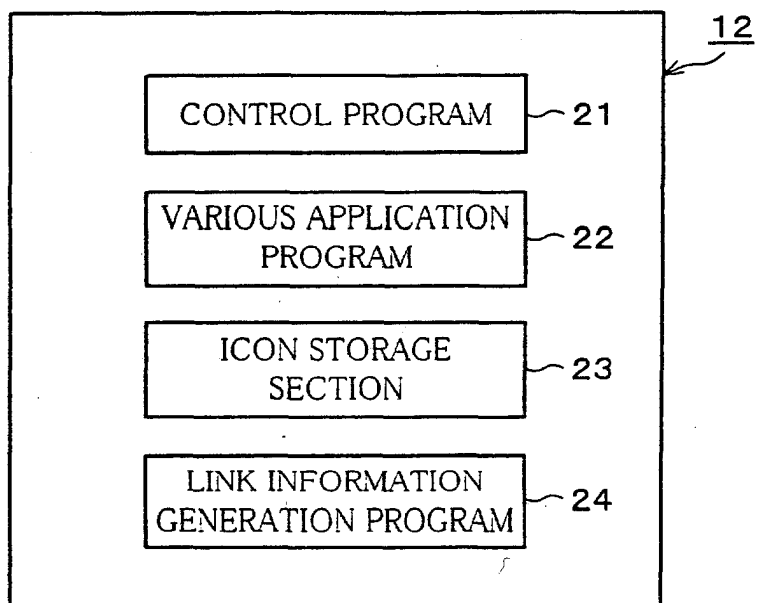 12
CONTROL PROGRAM
21
VARIOUS APPLICATION
PROGRAM
22
ICON STORAGE
SECTION
23
LINK INFORMATION
GENERATION PROGRAM
24